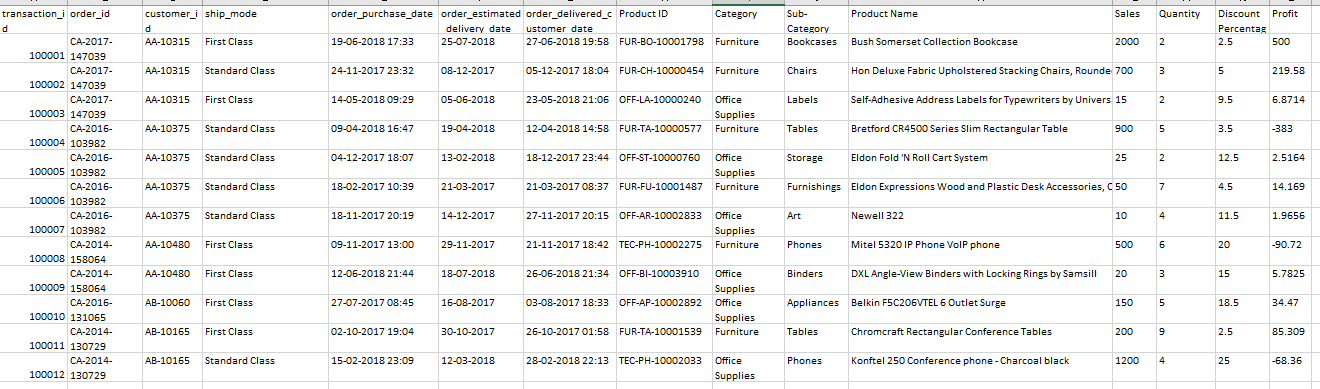 transaction_id order_id customer_id ship_mode order_purchase_date order_estimated_delivery_date order_delivered_customer_date Product ID Category Sub-Category Product Name Sales Quantity Discount Percentag Profit
100001 CA-2017-147039 AA-10315 First Class 19-06-2018 17:33 25-07-2018 27-06-2018 19:58 FUR-BO-10001798 Furniture Bookcases Bush Somerset Collection Bookcase 2000 2 2.5 500
100002 CA-2017-147039 AA-10315 Standard Class 24-11-2017 23:32 08-12-2017 05-12-2017 18:04 FUR-CH-10000454 Furniture Chairs Hon Deluxe Fabric Upholstered Stacking Chairs, Rounde 700 3 5 219.58
100003 CA-2017-147039 AA-10315 First Class 14-05-2018 09:29 05-06-2018 23-05-2018 21:06 OFF-LA-10000240 Office Supplies Labels Self-Adhesive Address Labels for Typewriters by Univers 15 2 9.5 6.8714
100004 CA-2016-103982 AA-10375 Standard Class 09-04-2018 16:47 19-04-2018 12-04-2018 14:58 FUR-TA-10000577 Furniture Tables Bretford CR4500 Series Slim Rectangular Table 900 5 3.5 -383
100005 CA-2016-103982 AA-10375 Standard Class 04-12-2017 18:07 13-02-2018 18-12-2017 23:44 OFF-ST-10000760 Office Supplies Storage Eldon Fold 'N Roll Cart System 25 2 12.5 2.5164
100006 CA-2016-103982 AA-10375 Standard Class 18-02-2017 10:39 21-03-2017 21-03-2017 08:37 FUR-FU-10001487 Furniture Furnishings Eldon Expressions Wood and Plastic Desk Accessories, C 50 7 4.5 14.169
100007 CA-2016-103982 AA-10375 Standard Class 18-11-2017 20:19 14-12-2017 27-11-2017 20:15 OFF-AR-10002833 Office Supplies Art Newell 322 10 4 11.5 1.9656
100008 CA-2014-158064 AA-10480 First Class 09-11-2017 13:00 29-11-2017 21-11-2017 18:42 TEC-PH-10002275 Furniture Phones Mitel 5320 IP Phone VoIP phone 500 6 20 -90.72
100009 CA-2014-158064 AA-10480 First Class 12-06-2017 21:44 18-07-2018 26-06-2018 21:34 OFF-BI-10003910 Office Supplies Binders DXL Angle-View Binders with Locking Rings by Samsill 20 3 15 5.7825
100010 CA-2016-131065 AB-10060 First Class 27-07-2017 08:45 16-08-2017 03-08-2017 18:33 OFF-AP-10002892 Office Supplies Appliances Belkin F5C206VTEL 6 Outlet Surge 150 5 18.5 34.47
100011 CA-2014-130729 AB-10165 First Class 02-10-2017 19:04 30-10-2017 26-10-2017 01:58 FUR-TA-10001539 Furniture Tables Chromcraft Rectangular Conference Tables 200 9 2.5 85.309
100012 CA-2014-130729 AB-10165 Standard Class 15-02-2018 23:09 12-03-2018 28-02-2018 22:13 TEC-PH-10002033 Office Supplies Phones Konftel 250 Conference phone - Charcoal black 1200 4 25 -68.36